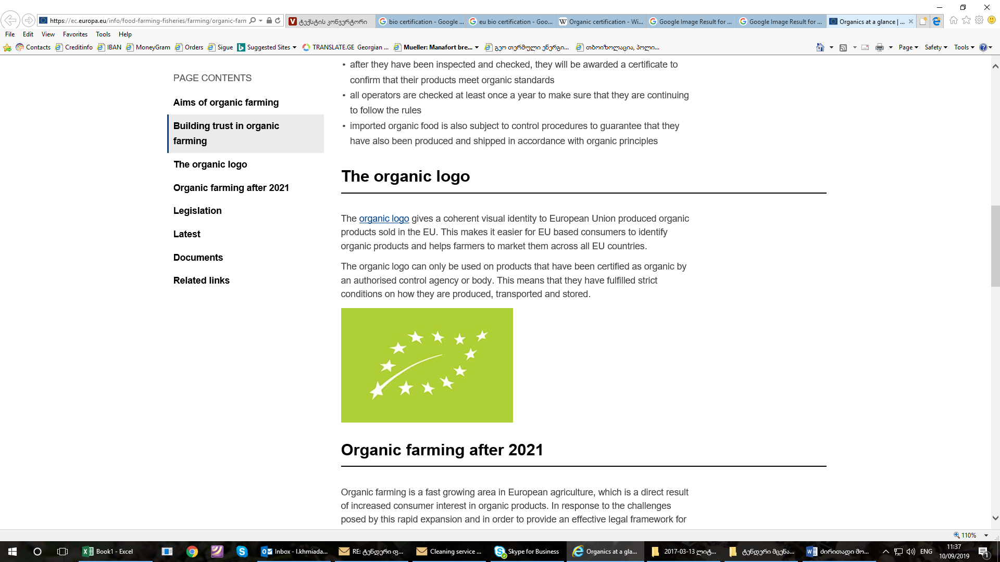 https://ec.europa.eu/info/food-farming-fisheries/farming/organic-farm
ტექსტის კონვერტორი
bio certification - Google ...
eu bio certification - Goo...
Organic certification - Wi...
Google Image Result for ...
Google Image Result for ...
Organics at a glance | ...
File Edit View Favorites Tools Help
Contacts Creditinfo IBAN MoneyGram Orders Sigue Suggested Sites TRANSLATE.GE Georgian ... Mueller: Manafort bre... გეო თერმული ენერგი... თბოიზოლაცია, პოლი...
Page Safety Tools
PAGE CONTENTS
Aims of organic farming
Building trust in organic
farming
The organic logo
Organic farming after 2021
Legislation
Latest
Documents
Related links
• after they have been inspected and checked, they will be awarded a certificate to
confirm that their products meet organic standards
• all operators are checked at least once a year to make sure that they are continuing
to follow the rules
• imported organic food is also subject to control procedures to guarantee that they
have also been produced and shipped in accordance with organic principles
The organic logo
The organic logo gives a coherent visual identity to European Union produced organic
products sold in the EU. This makes it easier for EU based consumers to identify
organic products and helps farmers to market them across all EU countries.
The organic logo can only be used on products that have been certified as organic by
an authorised control agency or body. This means that they have fulfilled strict
conditions on how they are produced, transported and stored.
Organic farming after 2021
Organic farming is a fast growing area in European agriculture, which is a direct result
of increased consumer interest in organic products. In response to the challenges
posed by this rapid expansion and in order to provide an effective legal framework for
110%
Book1 - Excel
Inbox - l.khmiada...
RE: ტენდერი ფ...
Cleaning service ...
Skype for Business
Organics at a gla...
2017-03-13 ლიტ...
ტენდერი მცენა...
ძირითადი მო...
ENG
11:37
10/09/2019
1